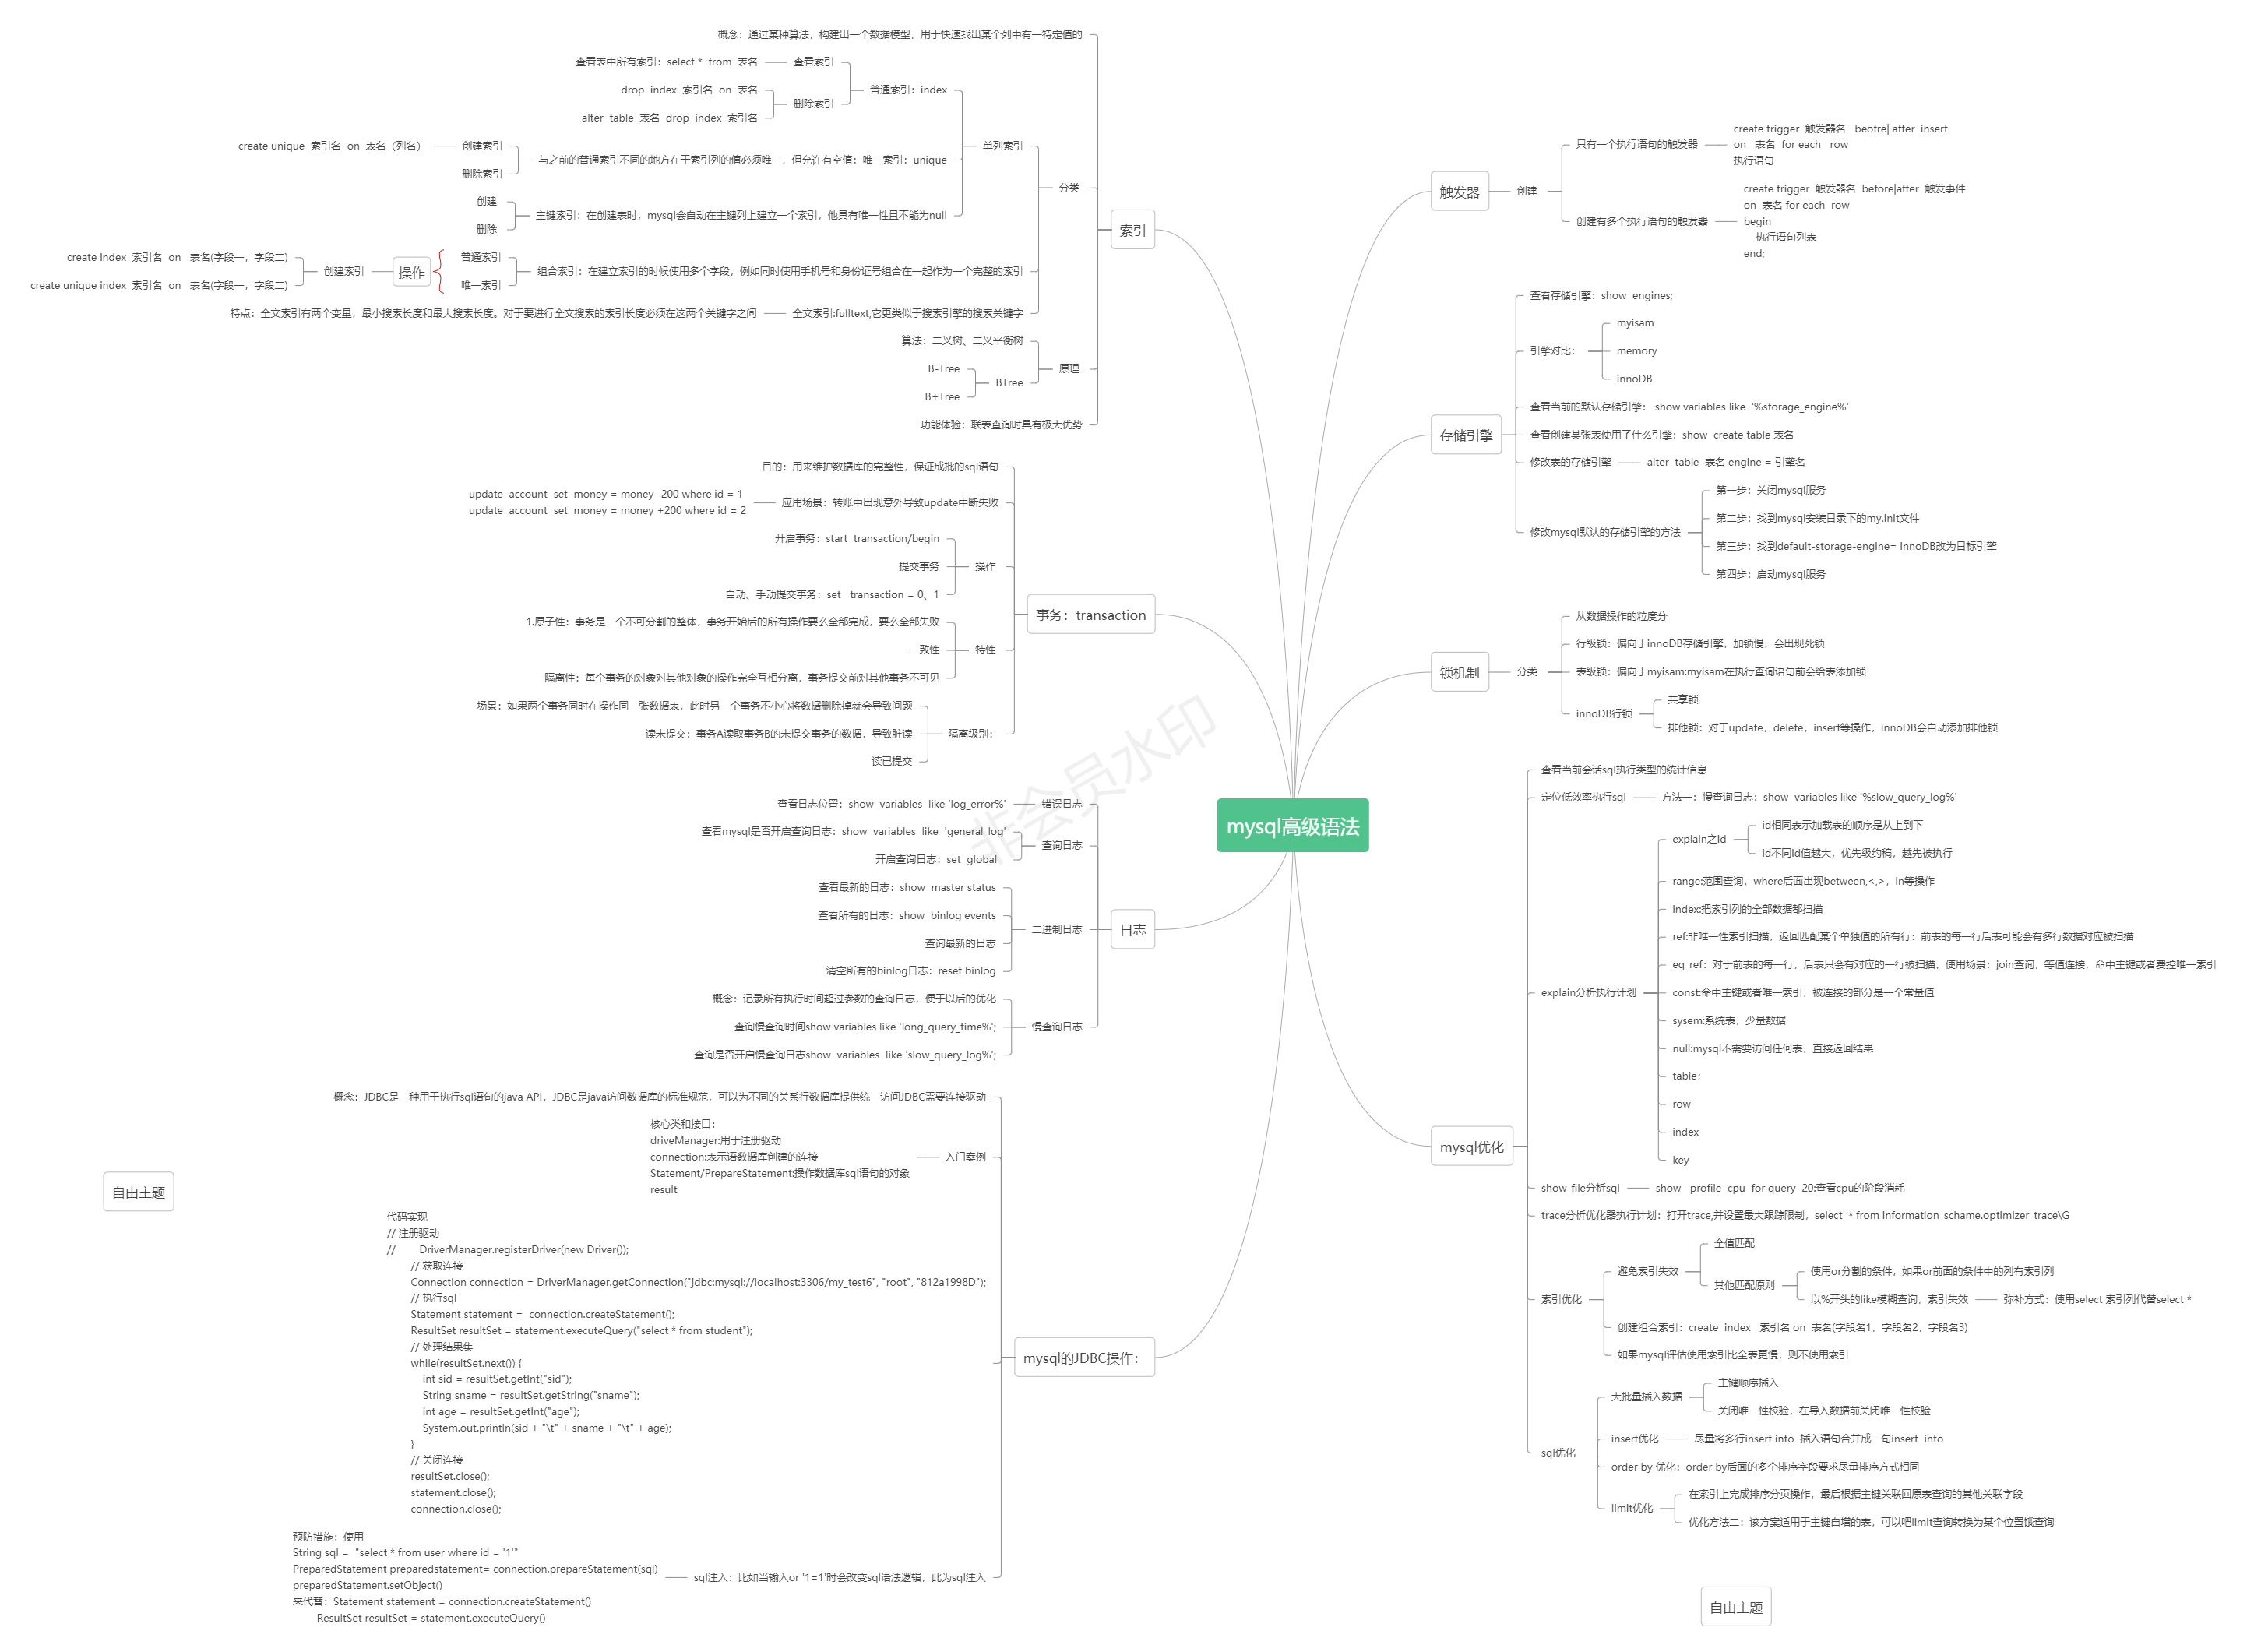 mysql高级语法
触发器
创建
只有一个执行语句的触发器
create trigger 触发器名 beofre| after insert
on 表名 for each row
执行语句
创建有多个执行语句的触发器
create trigger 触发器名 before|after 触发事件
on 表名 for each row
begin
执行语句列表
end;
存储引擎
查看存储引擎：show engines;
引擎对比：
myisam
memory
innoDB
查看当前的默认存储引擎： show variables like '%storage_engine%'
查看创建某张表使用了什么引擎：show create table 表名
修改表的存储引擎
alter table 表名 engine = 引擎名
修改mysql默认的存储引擎的方法
第一步：关闭mysql服务
第二步：找到mysql安装目录下的my.init文件
第三步：找到default-storage-engine= innoDB改为目标引擎
第四步：启动mysql服务
锁机制
分类
从数据操作的粒度分
行级锁：偏向于innoDB存储引擎，加锁慢，会出现死锁
表级锁：偏向于myisam:myisam在执行查询语句前会给表添加锁
innoDB行锁
共享锁
排他锁：对于update，delete，insert等操作，innoDB会自动添加排他锁
mysql优化
查看当前会话sql执行类型的统计信息
定位低效率执行sql
方法一：慢查询日志：show variables like '%slow_query_log%'
explain分析执行计划
explain之id
id相同表示加载表的顺序是从上到下
id不同id值越大，优先级约稿，越先被执行
range:范围查询，where后面出现between,<,>，in等操作
index:把索引列的全部数据都扫描
ref:非唯一性索引扫描，返回匹配某个单独值的所有行：前表的每一行后表可能会有多行数据对应被扫描
eq_ref：对于前表的每一行，后表只会有对应的一行被扫描，使用场景：join查询，等值连接，命中主键或者费控唯一索引
const:命中主键或者唯一索引，被连接的部分是一个常量值
sysem:系统表，少量数据
null:mysql不需要访问任何表，直接返回结果
table；
row
index
key
show-file分析sql
show profile cpu for query 20:查看cpu的阶段消耗
trace分析优化器执行计划：打开trace,并设置最大跟踪限制，select * from information_schame.optimizer_trace\G
索引优化
避免索引失效
全值匹配
其他匹配原则
使用or分割的条件，如果or前面的条件中的列有索引列
以%开头的like模糊查询，索引失效
弥补方式：使用select 索引列代替select *
创建组合索引：create index 索引名 on 表名(字段名1，字段名2，字段名3)
如果mysql评估使用索引比全表更慢，则不使用索引
sql优化
大批量插入数据
主键顺序插入
关闭唯一性校验，在导入数据前关闭唯一性校验
insert优化
尽量将多行insert into 插入语句合并成一句insert into
order by 优化：order by后面的多个排序字段要求尽量排序方式相同
limit优化
在索引上完成排序分页操作，最后根据主键关联回原表查询的其他关联字段
优化方法二：该方案适用于主键自增的表，可以吧limit查询转换为某个位置饿查询
索引
概念：通过某种算法，构建出一个数据模型，用于快速找出某个列中有一特定值的
分类
单列索引
普通索引：index
查看索引
查看表中所有索引：select * from 表名
删除索引
drop index 索引名 on 表名
alter table 表名 drop index 索引名
与之前的普通索引不同的地方在于索引列的值必须唯一，但允许有空值：唯一索引：unique
创建索引
create unique 索引名 on 表名（列名）
删除索引
主键索引：在创建表时，mysql会自动在主键列上建立一个索引，他具有唯一性且不能为null
创建
删除
组合索引：在建立索引的时候使用多个字段，例如同时使用手机号和身份证号组合在一起作为一个完整的索引
普通索引
唯一索引
操作
创建索引
create index 索引名 on 表名(字段一，字段二)
create unique index 索引名 on 表名(字段一，字段二)
全文索引:fulltext,它更类似于搜索引擎的搜索关键字
特点：全文索引有两个变量，最小搜索长度和最大搜索长度。对于要进行全文搜索的索引长度必须在这两个关键字之间
原理
算法：二叉树、二叉平衡树
BTree
B-Tree
B+Tree
功能体验：联表查询时具有极大优势
事务：transaction
目的：用来维护数据库的完整性，保证成批的sql语句
应用场景：转账中出现意外导致update中断失败
update account set money = money -200 where id = 1
update account set money = money +200 where id = 2
操作
开启事务：start transaction/begin
提交事务
自动、手动提交事务：set transaction = 0、1
特性
1.原子性：事务是一个不可分割的整体，事务开始后的所有操作要么全部完成，要么全部失败
一致性
隔离性：每个事务的对象对其他对象的操作完全互相分离，事务提交前对其他事务不可见
隔离级别：
场景：如果两个事务同时在操作同一张数据表，此时另一个事务不小心将数据删除掉就会导致问题
读未提交：事务A读取事务B的未提交事务的数据，导致脏读
读已提交
日志
错误日志
查看日志位置：show variables like 'log_error%'
查询日志
查看mysql是否开启查询日志：show variables like 'general_log'
开启查询日志：set global
二进制日志
查看最新的日志：show master status
查看所有的日志：show binlog events
查询最新的日志
清空所有的binlog日志：reset binlog
慢查询日志
概念：记录所有执行时间超过参数的查询日志，便于以后的优化
查询慢查询时间show variables like 'long_query_time%';
查询是否开启慢查询日志show variables like 'slow_query_log%';
mysql的JDBC操作：
概念：JDBC是一种用于执行sql语句的java API，JDBC是java访问数据库的标准规范，可以为不同的关系行数据库提供统一访问JDBC需要连接驱动
入门案例
核心类和接口：
driveManager:用于注册驱动
connection:表示语数据库创建的连接
Statement/PrepareStatement:操作数据库sql语句的对象
result
代码实现
// 注册驱动
// DriverManager.registerDriver(new Driver());
// 获取连接
Connection connection = DriverManager.getConnection("jdbc:mysql://localhost:3306/my_test6", "root", "812a1998D");
// 执行sql
Statement statement = connection.createStatement();
ResultSet resultSet = statement.executeQuery("select * from student");
// 处理结果集
while(resultSet.next()) {
int sid = resultSet.getInt("sid");
String sname = resultSet.getString("sname");
int age = resultSet.getInt("age");
System.out.println(sid + "\t" + sname + "\t" + age);
}
// 关闭连接
resultSet.close();
statement.close();
connection.close();
sql注入：比如当输入or '1=1'时会改变sql语法逻辑，此为sql注入
预防措施：使用
String sql = "select * from user where id = '1'"
PreparedStatement preparedstatement= connection.prepareStatement(sql)
preparedStatement.setObject()
来代替：Statement statement = connection.createStatement()
ResultSet resultSet = statement.executeQuery()
自由主题
自由主题
非会员水印